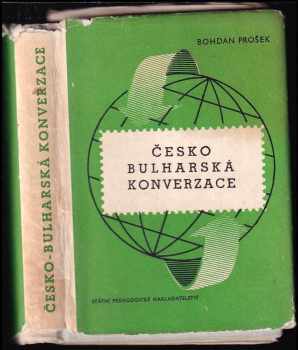 BOHDAN PROŠEK
ČESKO
BULHARSKÁ
KONVERZACE
STÁTNÍ PEDAGOGICKÉ NAKLADATELSTVÍ
ČESKO-BULHARSKÁ KONVERZACE